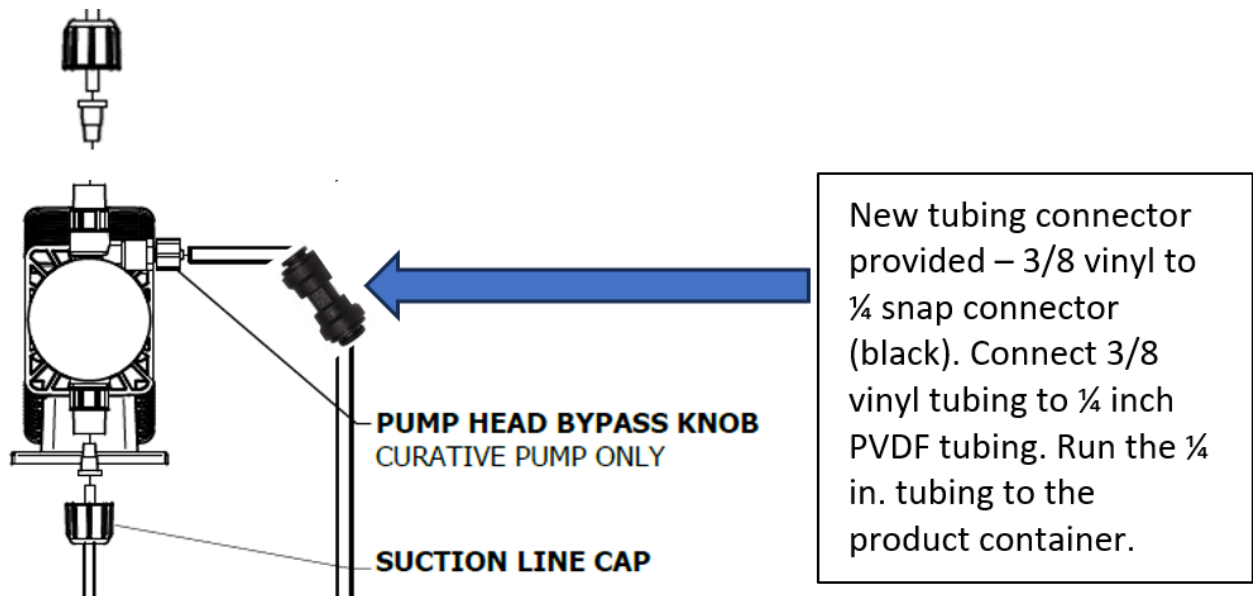 New tubing connector
provided – 3/8 vinyl to
¼ snap connector
(black). Connect 3/8
vinyl tubing to ¼ inch
PVDF tubing. Run the ¼
in. tubing to the
product container.
PUMP HEAD BYPASS KNOB
CURATIVE PUMP ONLY
SUCTION LINE CAP